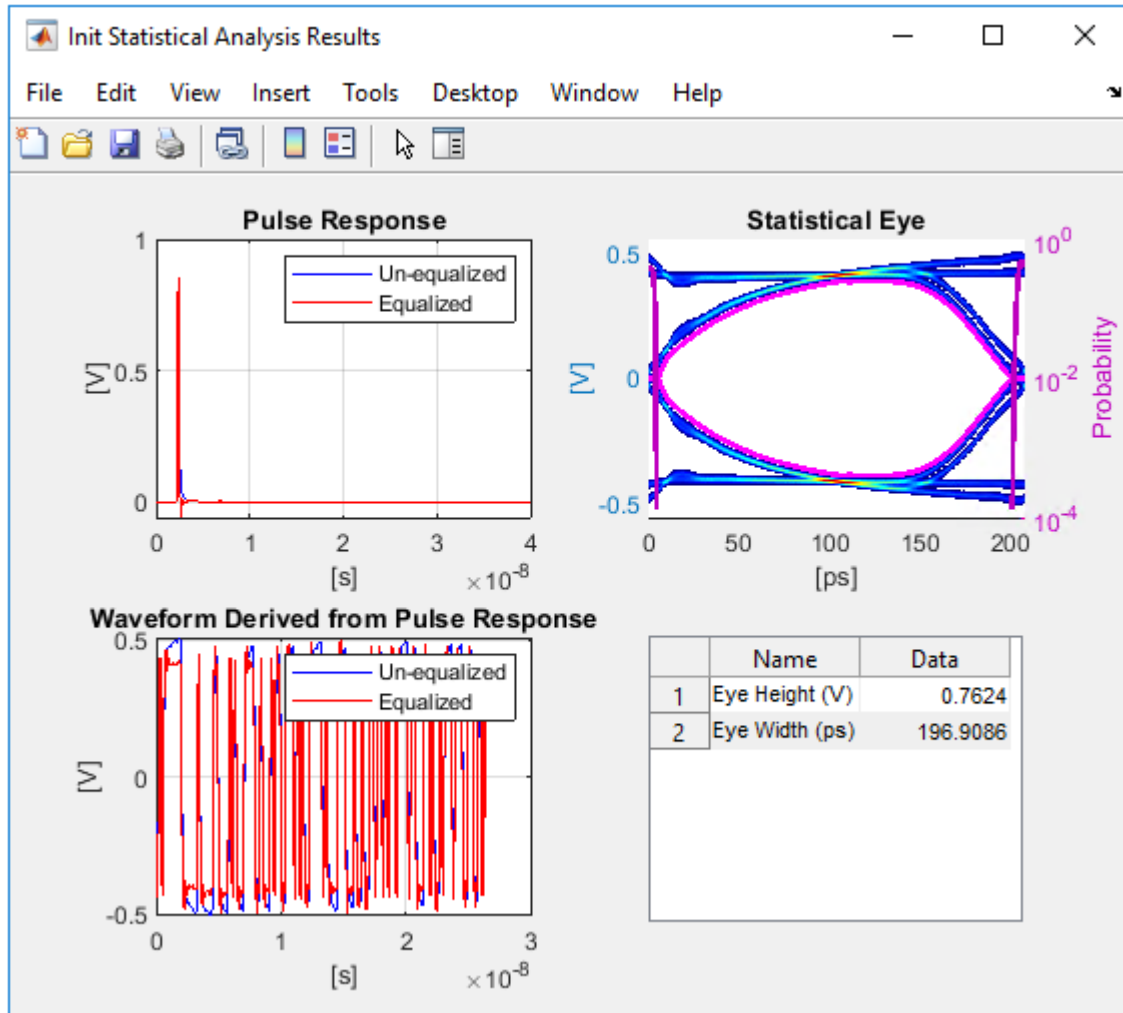 Init Statistical Analysis Results
File Edit View Insert Tools Desktop Window Help
Pulse Response
1
0.5
0
[V]
Un-equalized
Equalized
0 1 2 3 4
[s]
×10^-8
Statistical Eye
0.5
0
-0.5
[V]
10^0
10^-2
10^-4
Probability
0 50 100 150 200
[ps]
Waveform Derived from Pulse Response
0.5
0
-0.5
[V]
Un-equalized
Equalized
0 1 2 3
[s]
×10^-8
Name Data
1 Eye Height (V) 0.7624
2 Eye Width (ps) 196.9086